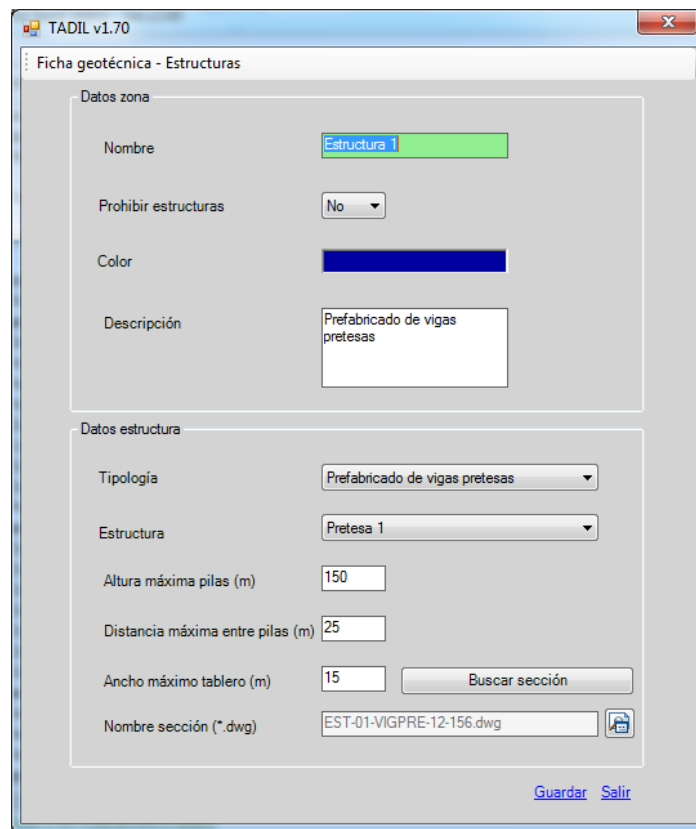 TADIL v1.70
Ficha geotécnica - Estructuras
Datos zona
Nombre
Estructura 1
Prohibir estructuras
No
Color
Descripción
Prefabricado de vigas
pretesas
Datos estructura
Tipología
Prefabricado de vigas pretesas
Estructura
Pretesa 1
Altura máxima pilas (m)
150
Distancia máxima entre pilas (m)
25
Ancho máximo tablero (m)
15
Buscar sección
Nombre sección (*.dwg)
EST-01-VIGPRE-12-156.dwg
Guardar
Salir